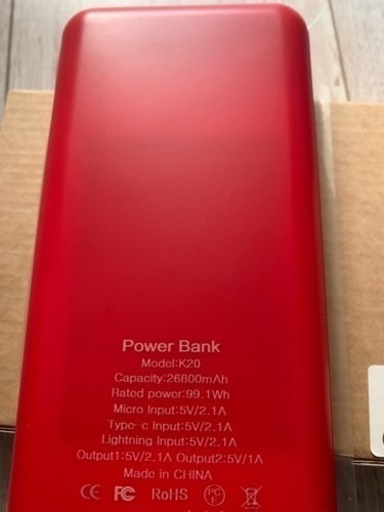 Power Bank
Model:K20
Capacity:26800mAh
Rated power:99.1Wh
Micro Input:5V/2.1A
Type-c Input:5V/2.1A
Lightning Input:5V/2.1A
Output1:5V/2.1A Output2:5V/1A
Made in CHINA
CE FC RoHS